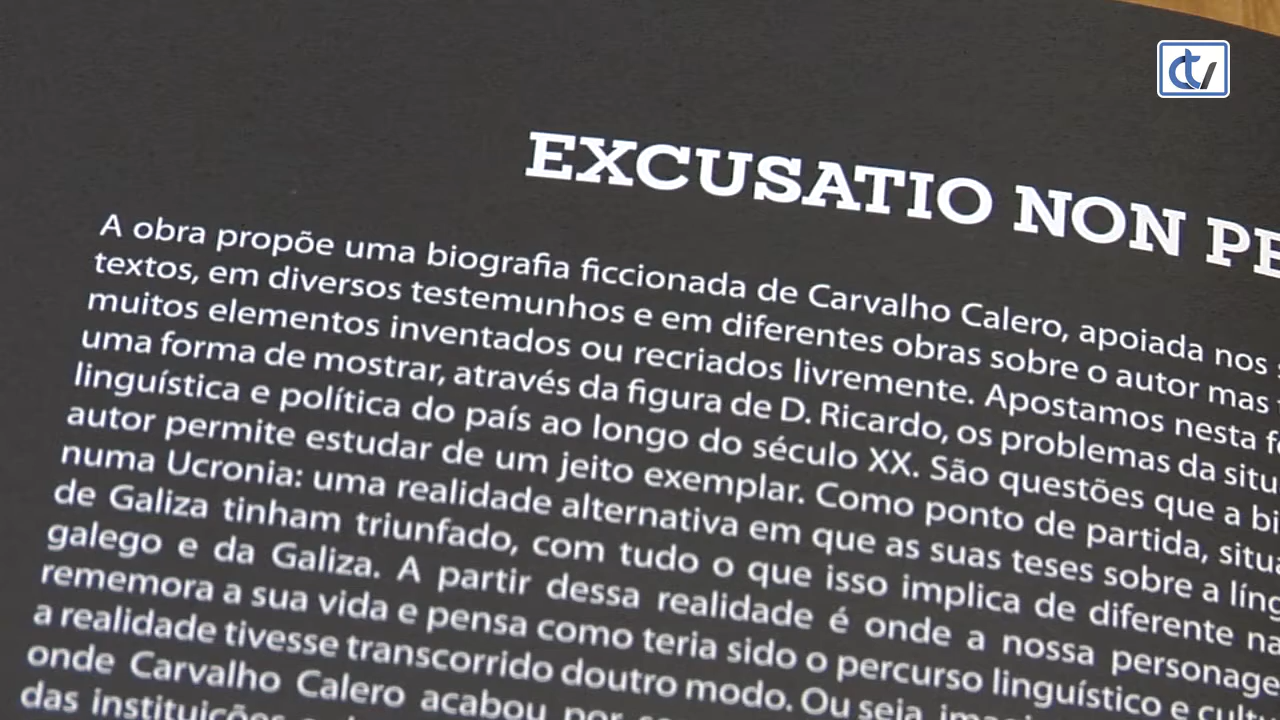 EXCUSATIO NON
A obra propõe uma biografia ficcionada de Carvalho Calero, apoiada nos
textos, em diversos testemunhos e em diferentes obras sobre o autor mas
muitos elementos inventados ou recriados livremente. Apostamos nesta
uma forma de mostrar, através da figura de D. Ricardo, os problemas da
linguística e política do país ao longo do século XX. São questões que a
autor permite estudar de um jeito exemplar. Como ponto de partida,
numa Ucronia: uma realidade alternativa em que as suas teses sobre a
de Galiza tinham triunfado, com tudo o que isso implica de diferente
galego e da Galiza. A partir dessa realidade é onde a nossa personage
rememora a sua vida e pensa como teria sido o percurso linguístico e
a realidade tivesse transcorrido doutro modo. Ou seja,
onde Carvalho Calero acabou por
das instituições